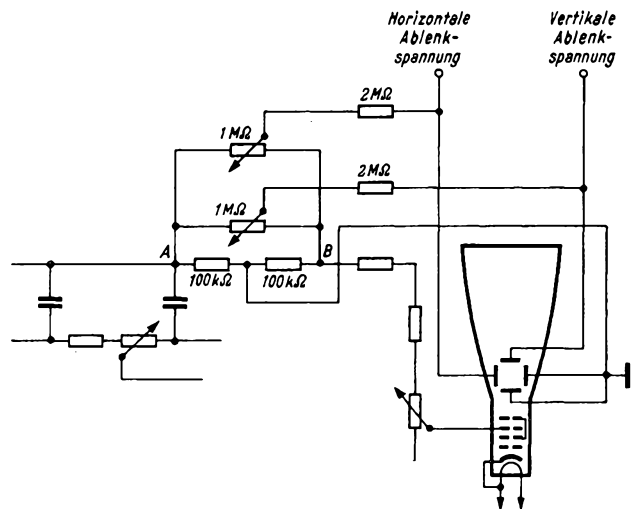 Horizontale
Ablenk-
spannung
Vertikale
Ablenk-
spannung
2MΩ
1MΩ
2MΩ
1MΩ
A
B
100kΩ
100kΩ